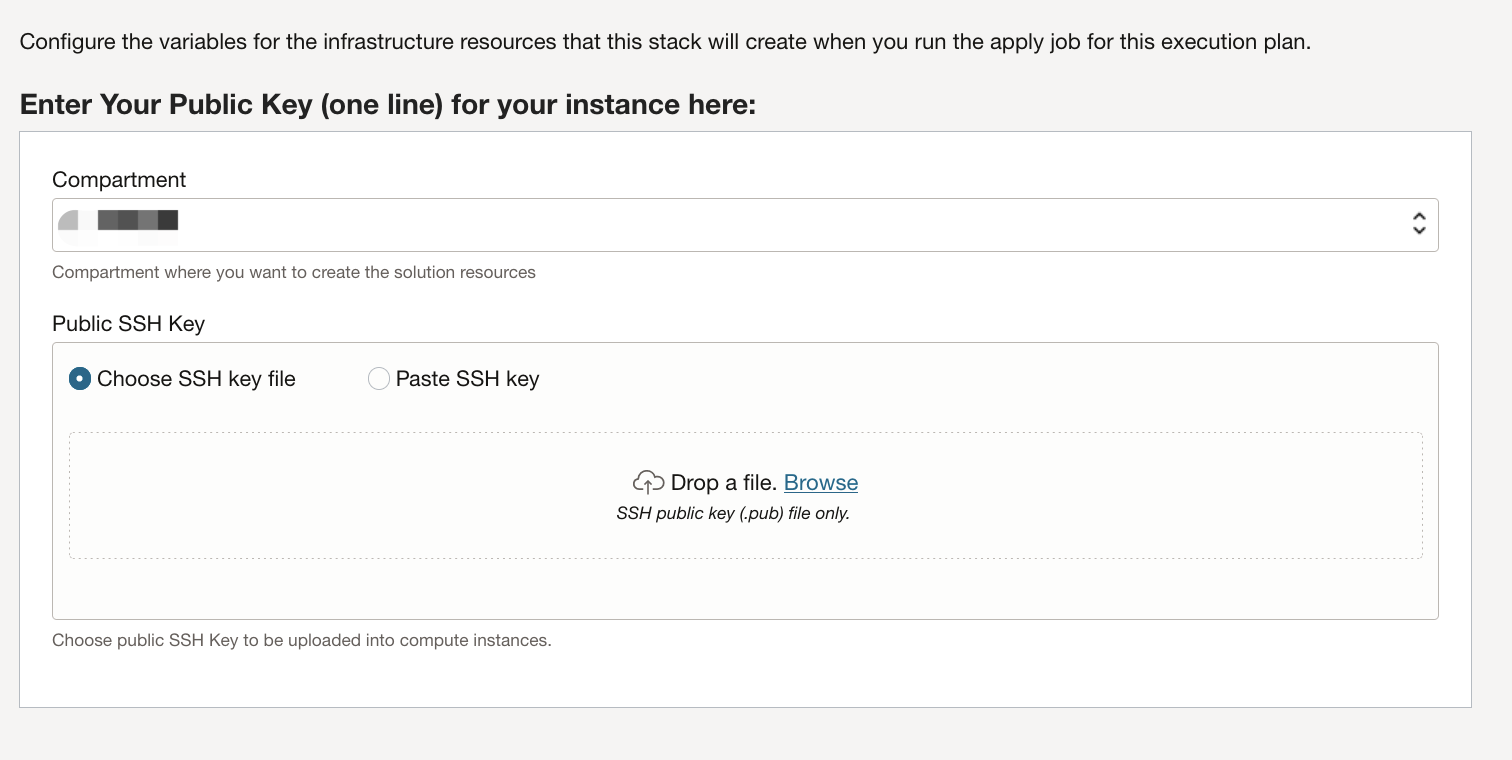 Configure the variables for the infrastructure resources that this stack will create when you run the apply job for this execution plan.
Enter Your Public Key (one line) for your instance here:
Compartment
Compartment where you want to create the solution resources
Public SSH Key
Choose SSH key file
Paste SSH key
Drop a file. Browse
SSH public key (.pub) file only.
Choose public SSH Key to be uploaded into compute instances.